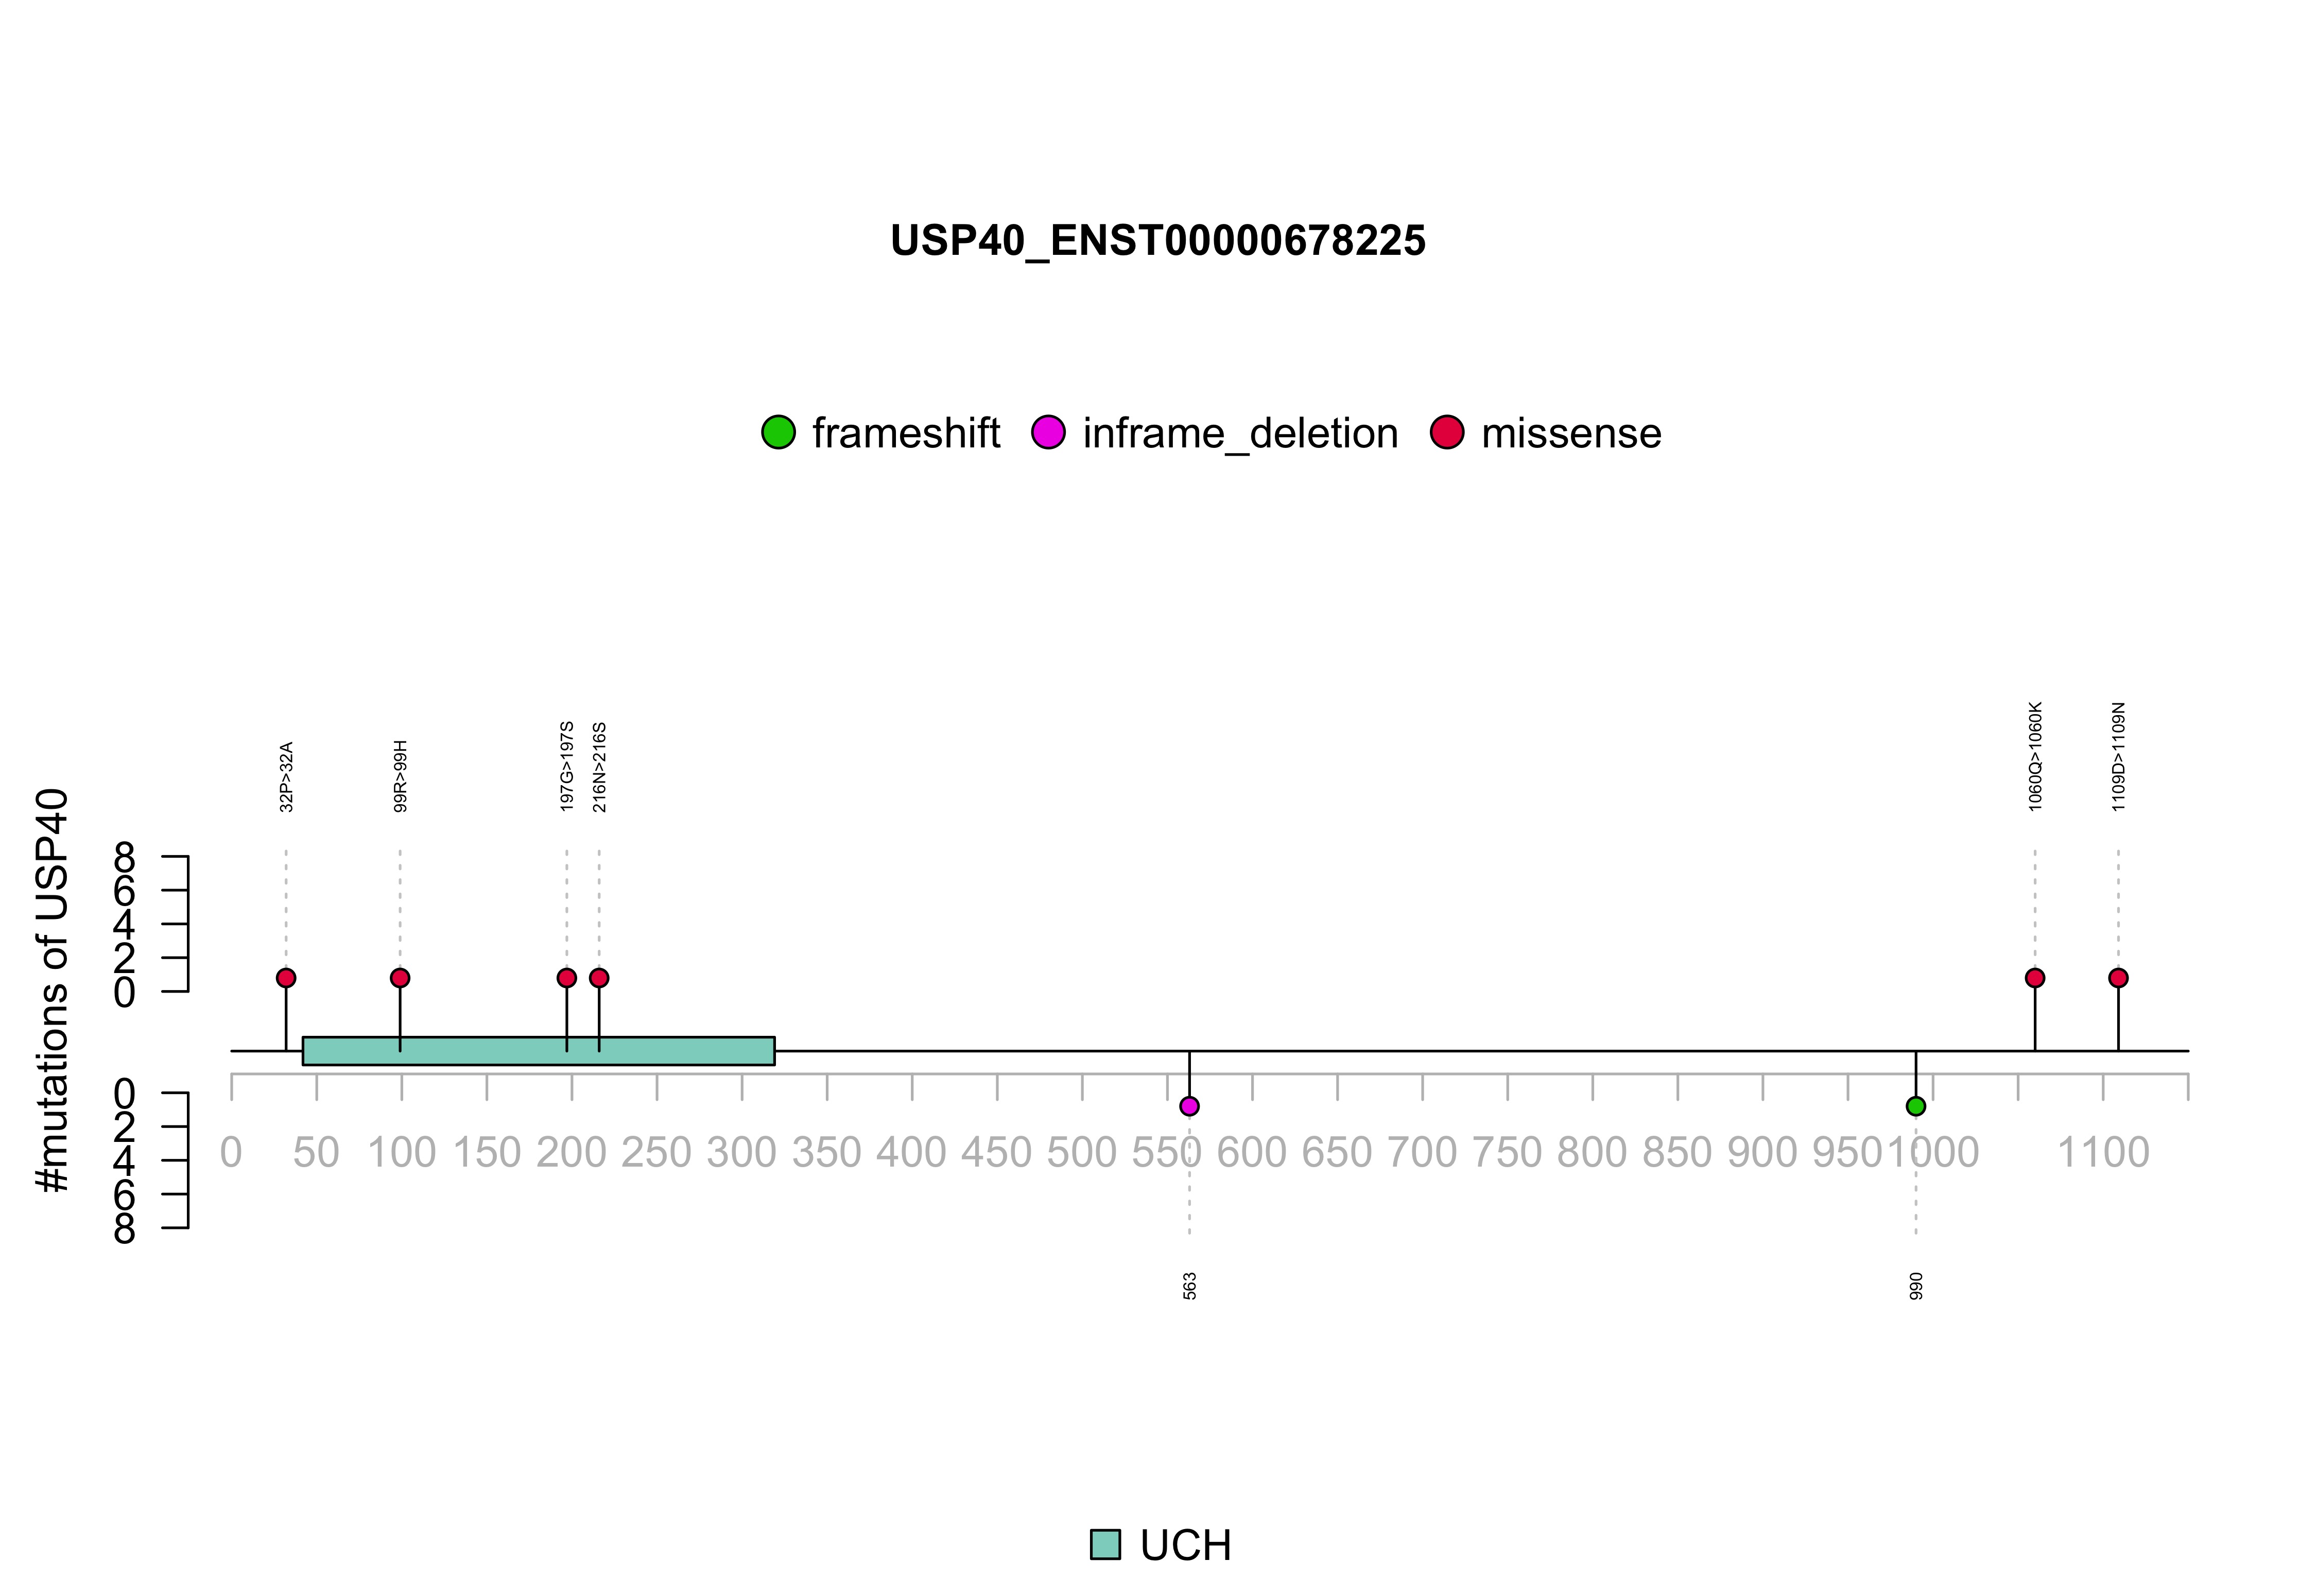 USP40_ENST00000678225
frameshift inframe_deletion missense
32P>32A
99R>99H
197G>197S
216N>216S
1060Q>1060K
1109D>1109N
#mutations of USP40
8
6
4
2
0
0
2
4
6
8
0 50 100 150 200 250 300 350 400 450 500 550 600 650 700 750 800 850 900 950 1000 1100
563
990
UCH